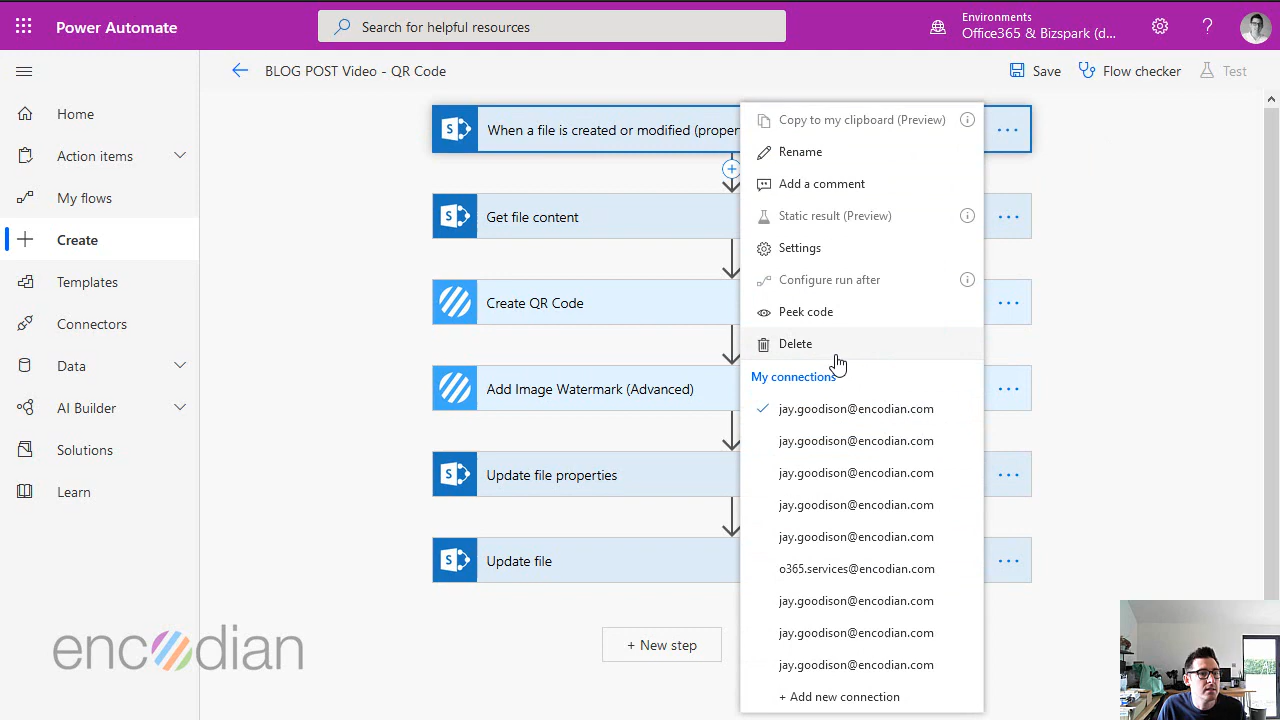 Power Automate
Search for helpful resources
Environments
Office365 & Bizspark (d...
?
BLOG POST Video - QR Code
Save
Flow checker
Test
Home
Action items
My flows
Create
Templates
Connectors
Data
AI Builder
Solutions
Learn
When a file is created or modified (proper
Get file content
Create QR Code
Add Image Watermark (Advanced)
Update file properties
Update file
+ New step
Copy to my clipboard (Preview)
Rename
Add a comment
Static result (Preview)
Settings
Configure run after
Peek code
Delete
My connections
jay.goodison@encodian.com
jay.goodison@encodian.com
jay.goodison@encodian.com
jay.goodison@encodian.com
jay.goodison@encodian.com
o365.services@encodian.com
jay.goodison@encodian.com
jay.goodison@encodian.com
jay.goodison@encodian.com
+ Add new connection
encodian